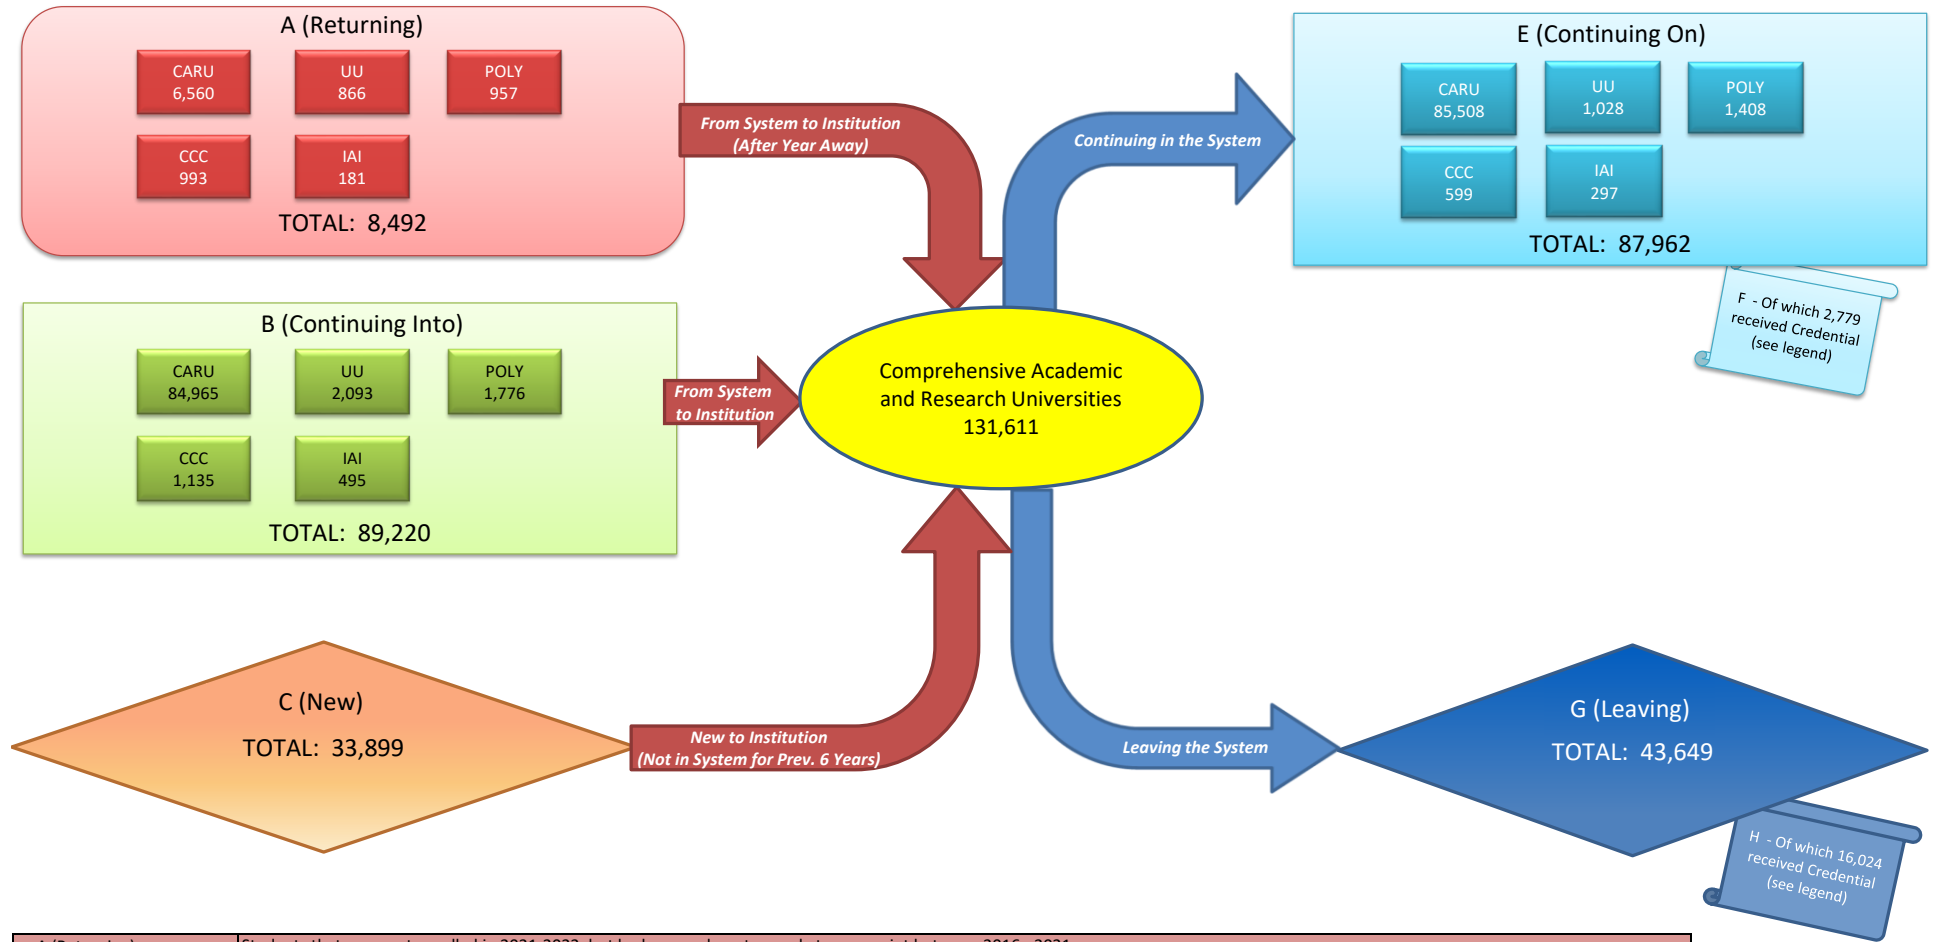 A (Returning)
CARU
6,560
UU
866
POLY
957
CCC
993
IAI
181
TOTAL: 8,492
From System to Institution
(After Year Away)
B (Continuing Into)
CARU
84,965
UU
2,093
POLY
1,776
CCC
1,135
IAI
495
TOTAL: 89,220
From System
to Institution
C (New)
TOTAL: 33,899
New to Institution
(Not in System for Prev. 6 Years)
Comprehensive Academic
and Research Universities
131,611
Continuing in the System
E (Continuing On)
CARU
85,508
UU
1,028
POLY
1,408
CCC
599
IAI
297
TOTAL: 87,962
F - Of which 2,779
received Credential
(see legend)
Leaving the System
G (Leaving)
TOTAL: 43,649
H - Of which 16,024
received Credential
(see legend)